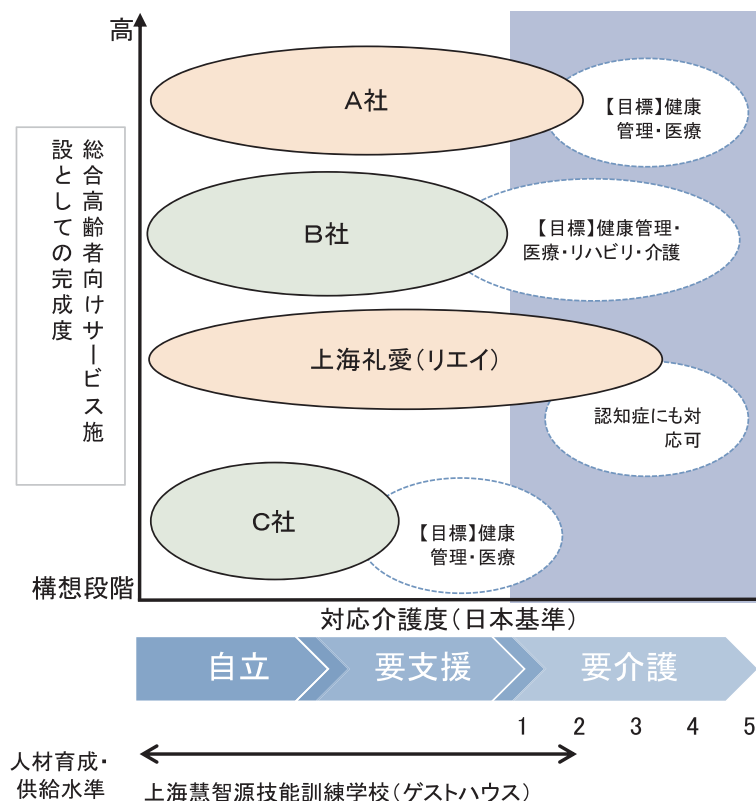 高
総合高齢者向けサービス施
設としての完成度
A社
【目標】健康
管理・医療
B社
【目標】健康管理・
医療・リハビリ・介護
上海礼愛(リエイ)
認知症にも対
応可
C社
【目標】健康
管理・医療
構想段階
対応介護度(日本基準)
自立 要支援 要介護
1 2 3 4 5
人材育成・
供給水準
上海慧智源技能訓練学校(ゲストハウス)